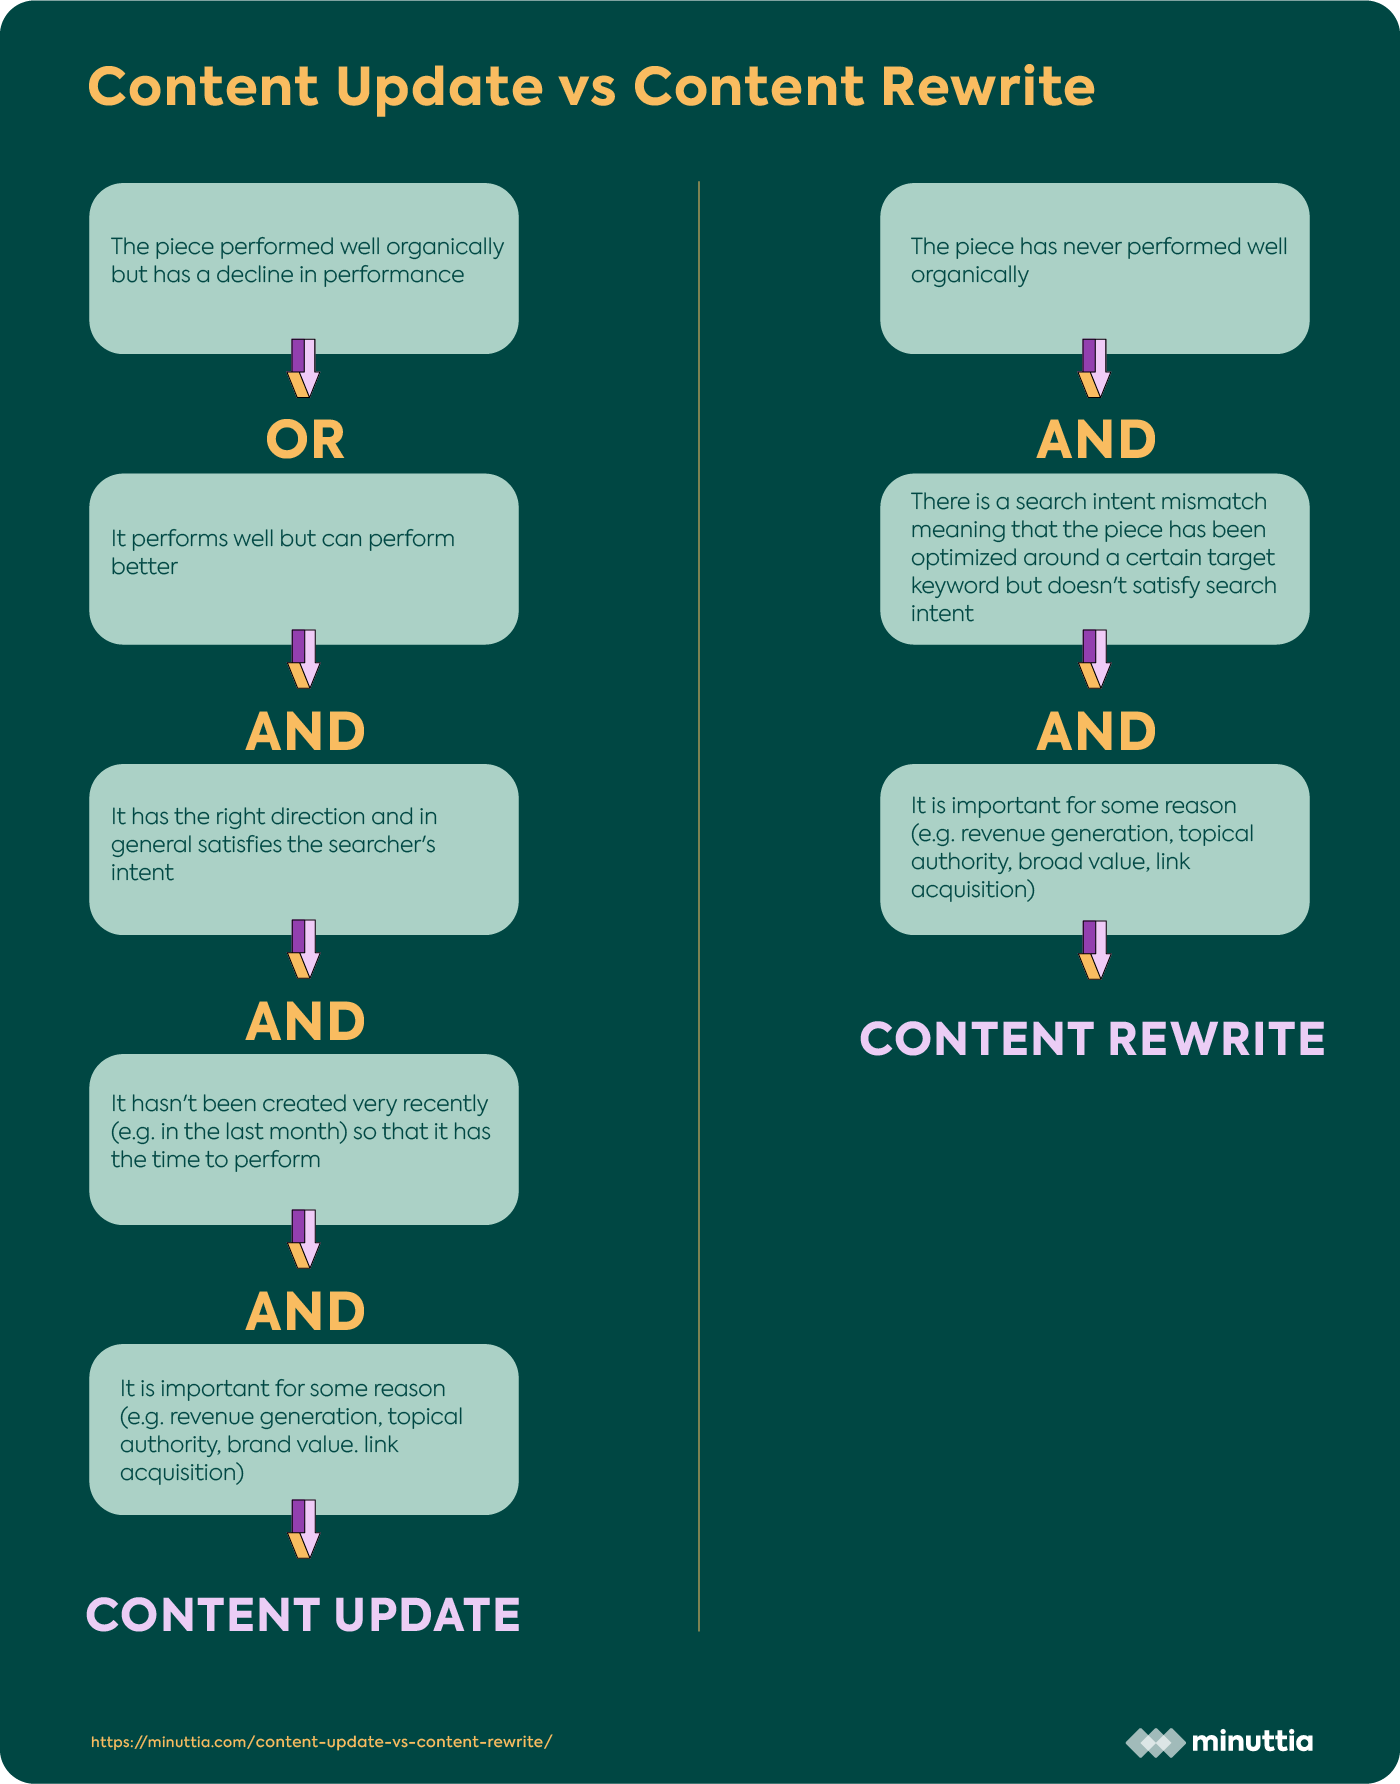 Content Update vs Content Rewrite
The piece performed well organically
but has a decline in performance
OR
It performs well but can perform
better
AND
It has the right direction and in
general satisfies the searcher's
intent
AND
It hasn't been created very recently
(e.g. in the last month) so that it has
the time to perform
AND
It is important for some reason
(e.g. revenue generation, topical
authority, brand value. link
acquisition)
CONTENT UPDATE
The piece has never performed well
organically
AND
There is a search intent mismatch
meaning that the piece has been
optimized around a certain target
keyword but doesn't satisfy search
intent
AND
It is important for some reason
(e.g. revenue generation, topical
authority, broad value, link
acquisition)
CONTENT REWRITE
https://minuttia.com/content-update-vs-content-rewrite/
minuttia